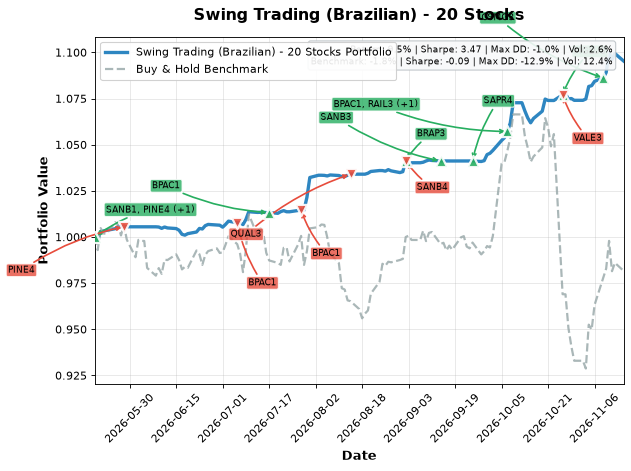 Swing Trading (Brazilian) - 20 Stocks
Swing Trading (Brazilian) - 20 Stocks Portfolio
Buy & Hold Benchmark
5% | Sharpe: 3.47 | Max DD: -1.0% | Vol: 2.6%
Benchmark: -1.8% | Sharpe: -0.09 | Max DD: -12.9% | Vol: 12.4%
Portfolio Value
1.100
1.075
1.050
1.025
1.000
0.975
0.950
0.925
BPAC1, RAIL3 (+1)
SAPR4
SANB3
BRAP3
VALE3
BPAC1
SANB4
SANB1, PINE4 (+1)
QUAL3
BPAC1
PINE4
BPAC1
2026-05-30
2026-06-15
2026-07-01
2026-07-17
2026-08-02
2026-08-18
2026-09-03
2026-09-19
2026-10-05
2026-10-21
2026-11-06
Date